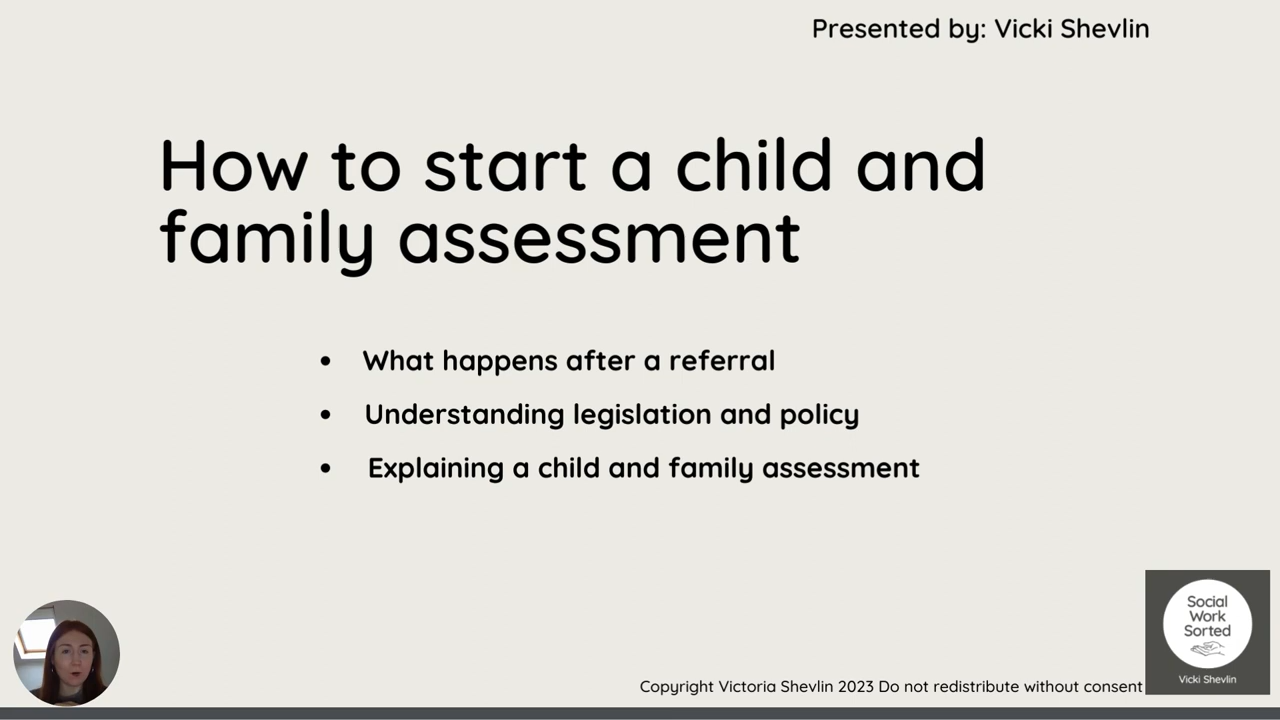 Presented by: Vicki Shevlin
How to start a child and
family assessment
• What happens after a referral
• Understanding legislation and policy
• Explaining a child and family assessment
Social
Work
Sorted
Vicki Shevlin
Copyright Victoria Shevlin 2023 Do not redistribute without consent